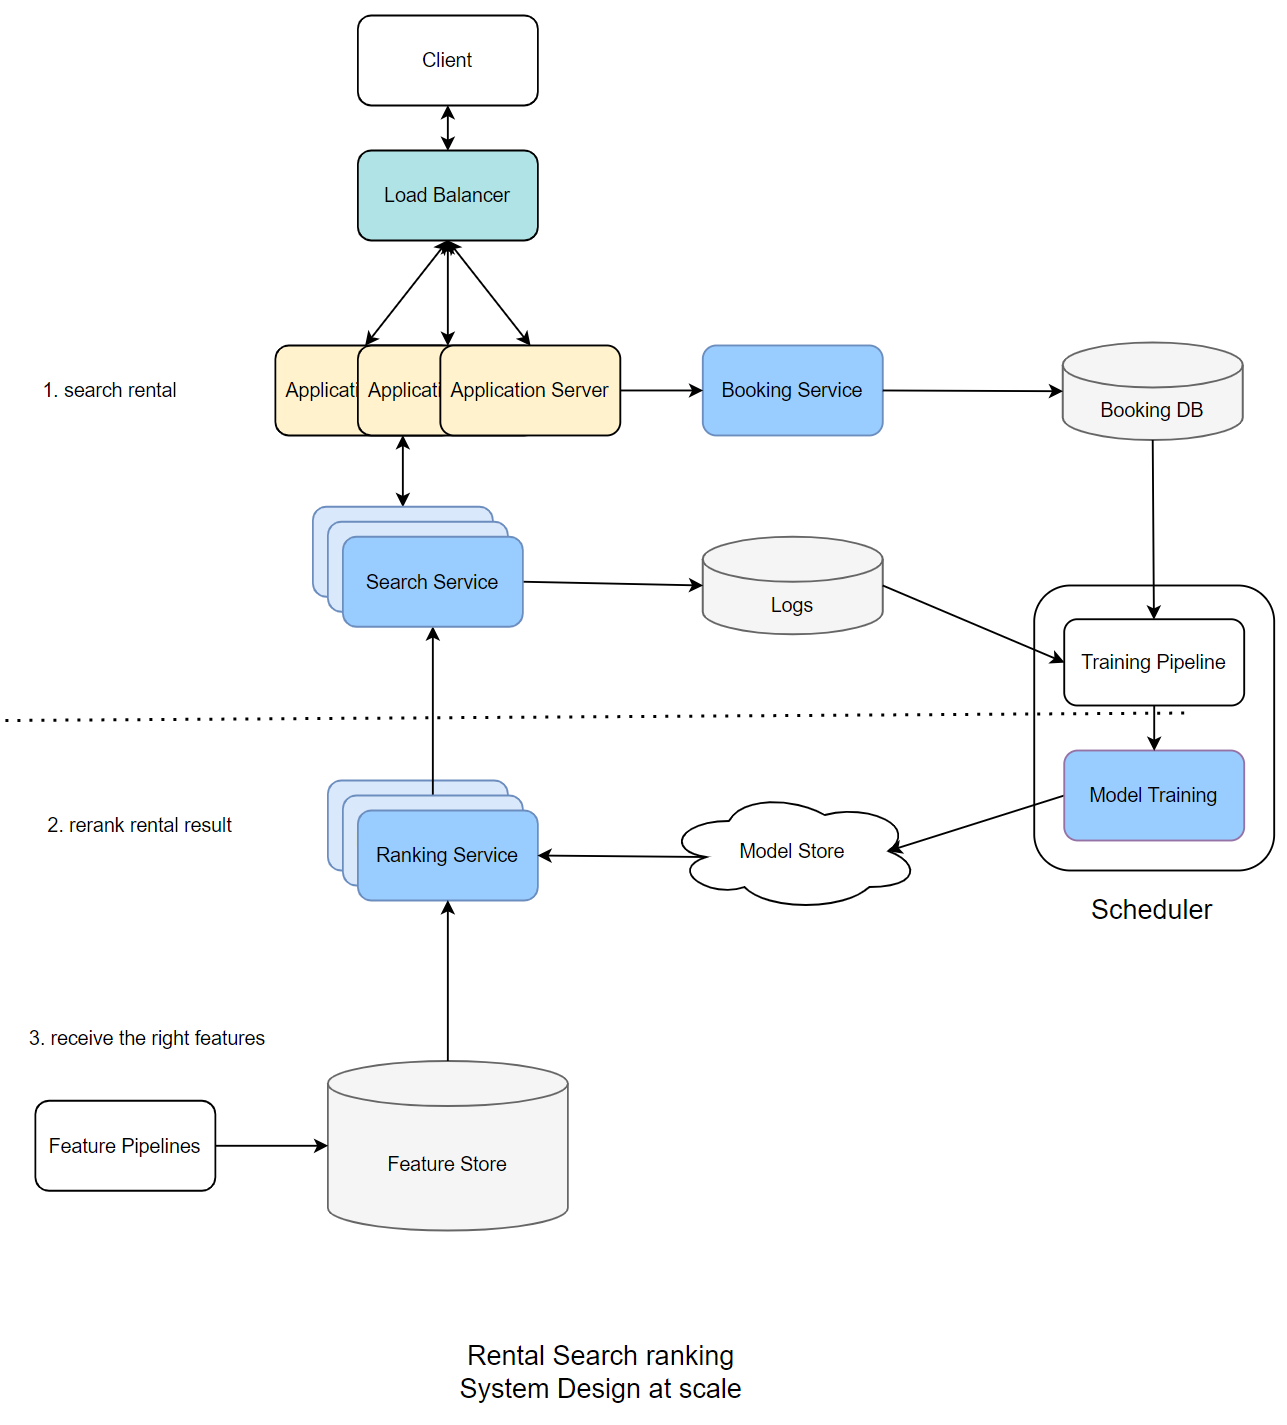 Client
Load Balancer
1. search rental
Applicati
Applicati
Application Server
Booking Service
Booking DB
Search Service
Logs
Training Pipeline
2. rerank rental result
Ranking Service
Model Store
Model Training
Scheduler
3. receive the right features
Feature Pipelines
Feature Store
Rental Search ranking
System Design at scale